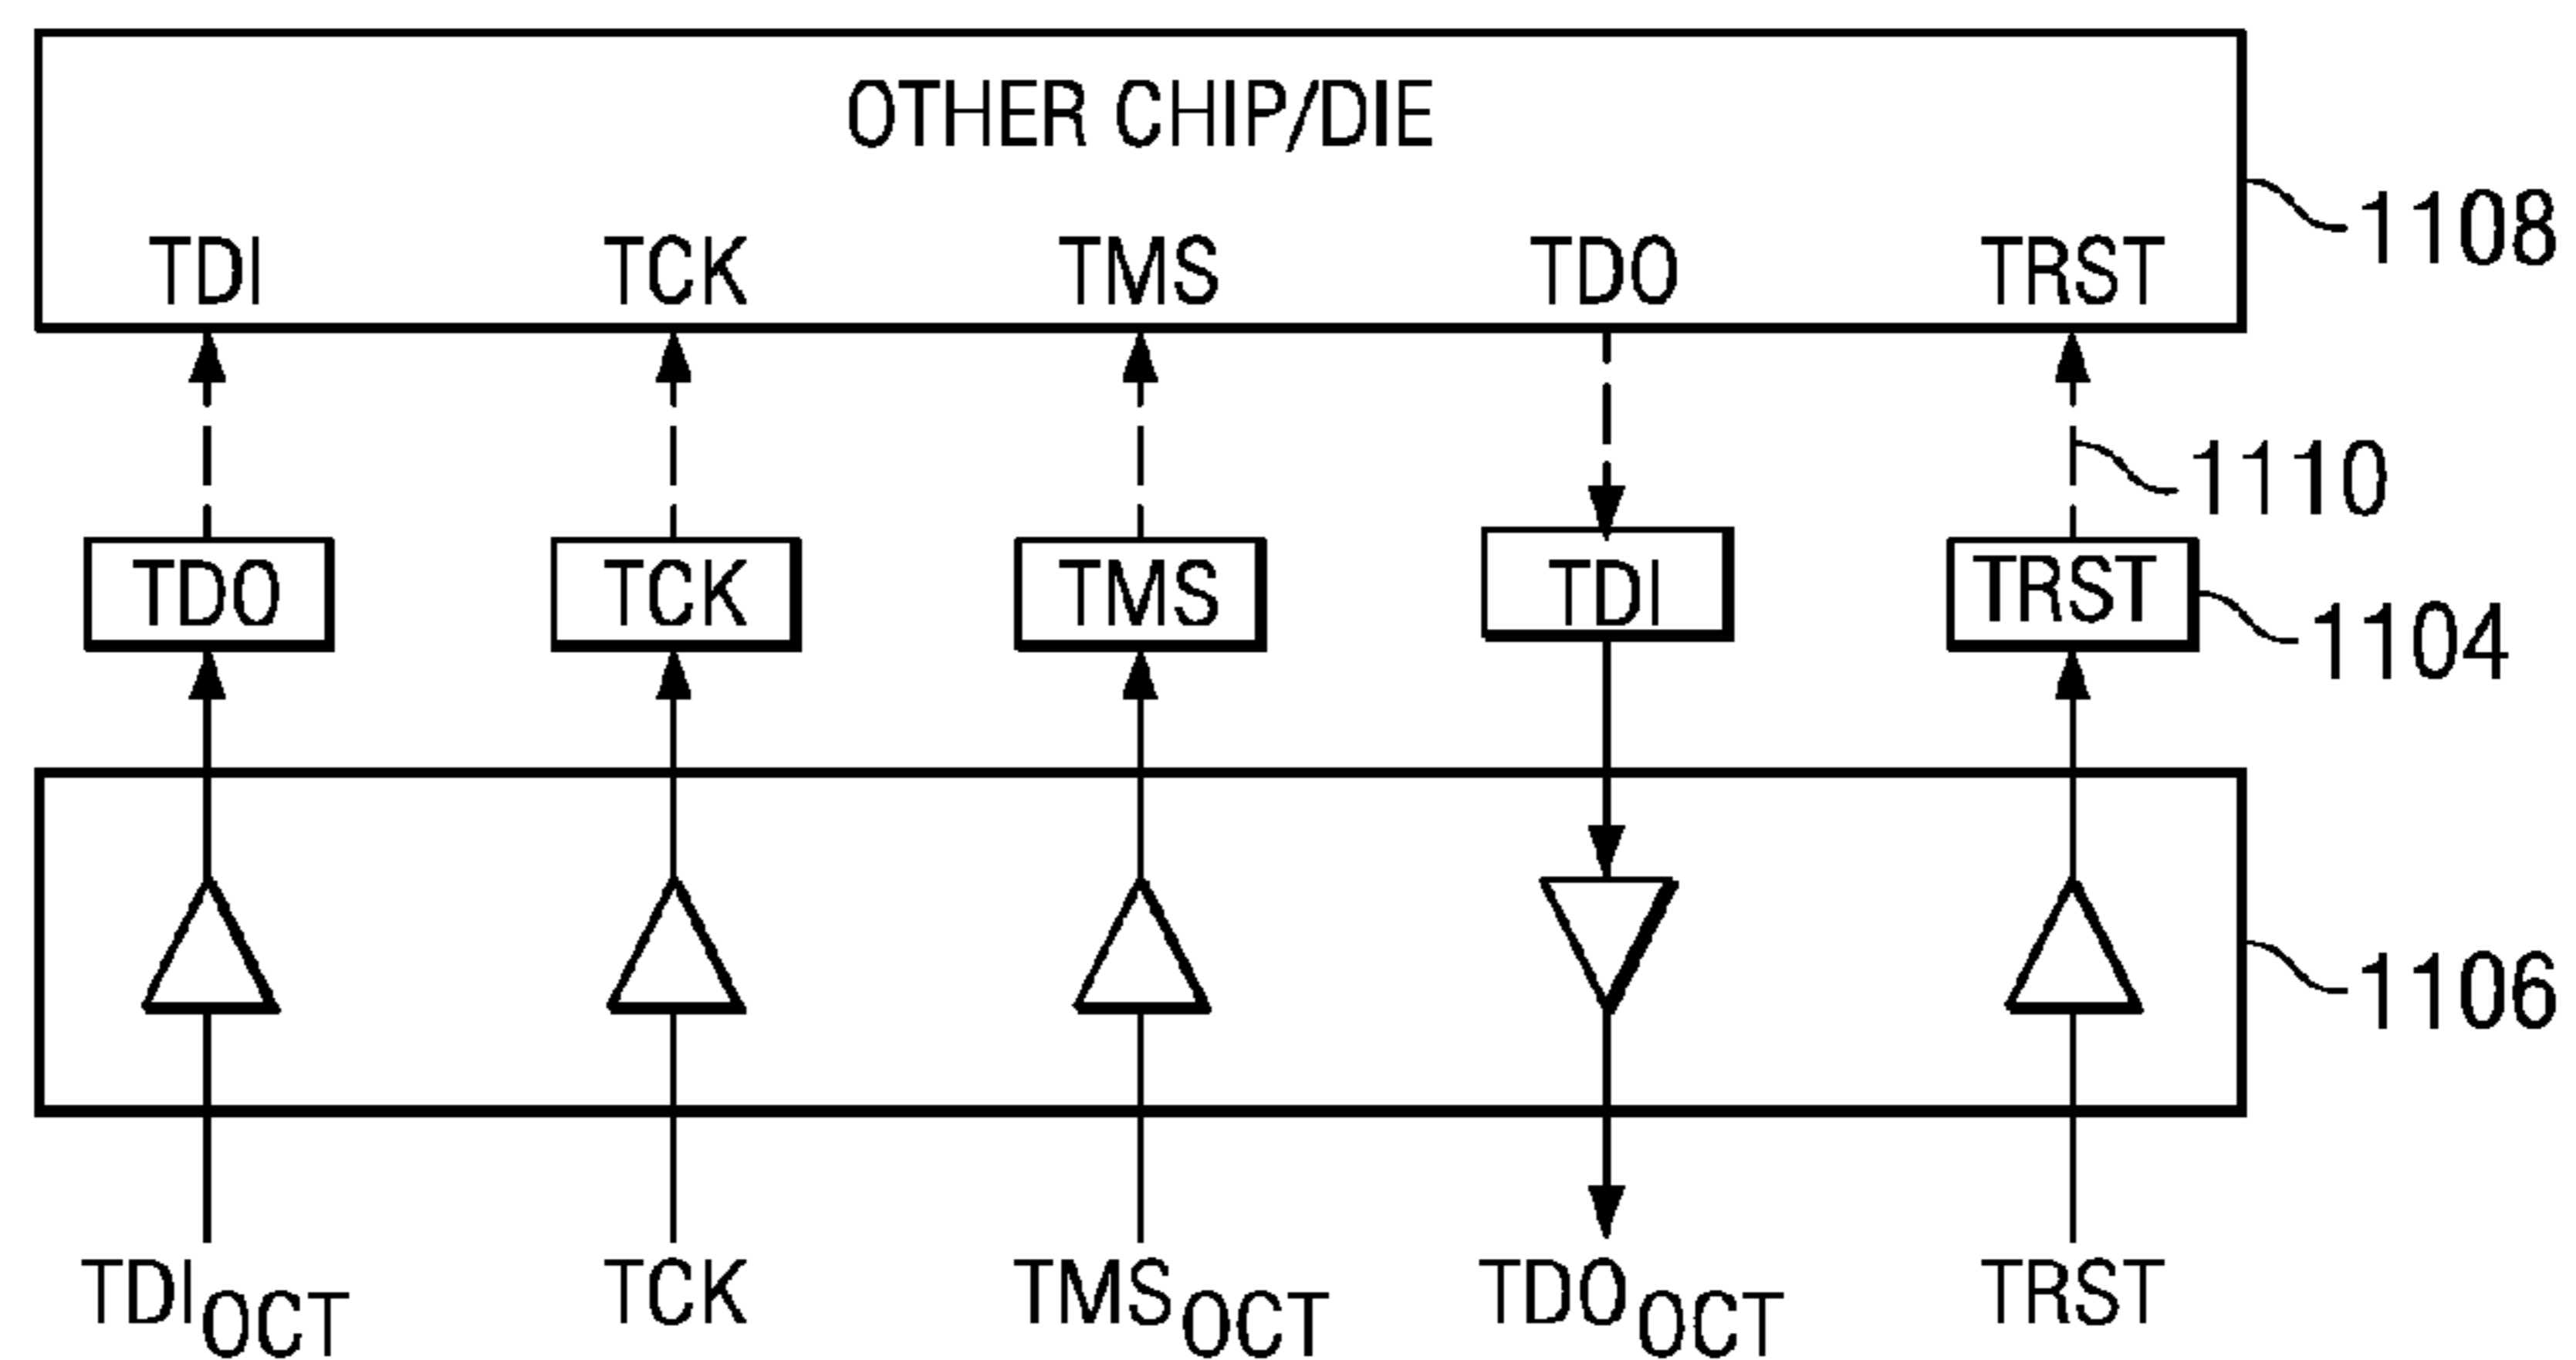 OTHER CHIP/DIE
1108
TDI TCK TMS TDO TRST
1110
TDO TCK TMS TDI TRST
1104
1106
TDIOCT TCK TMSOCT TDOOCT TRST